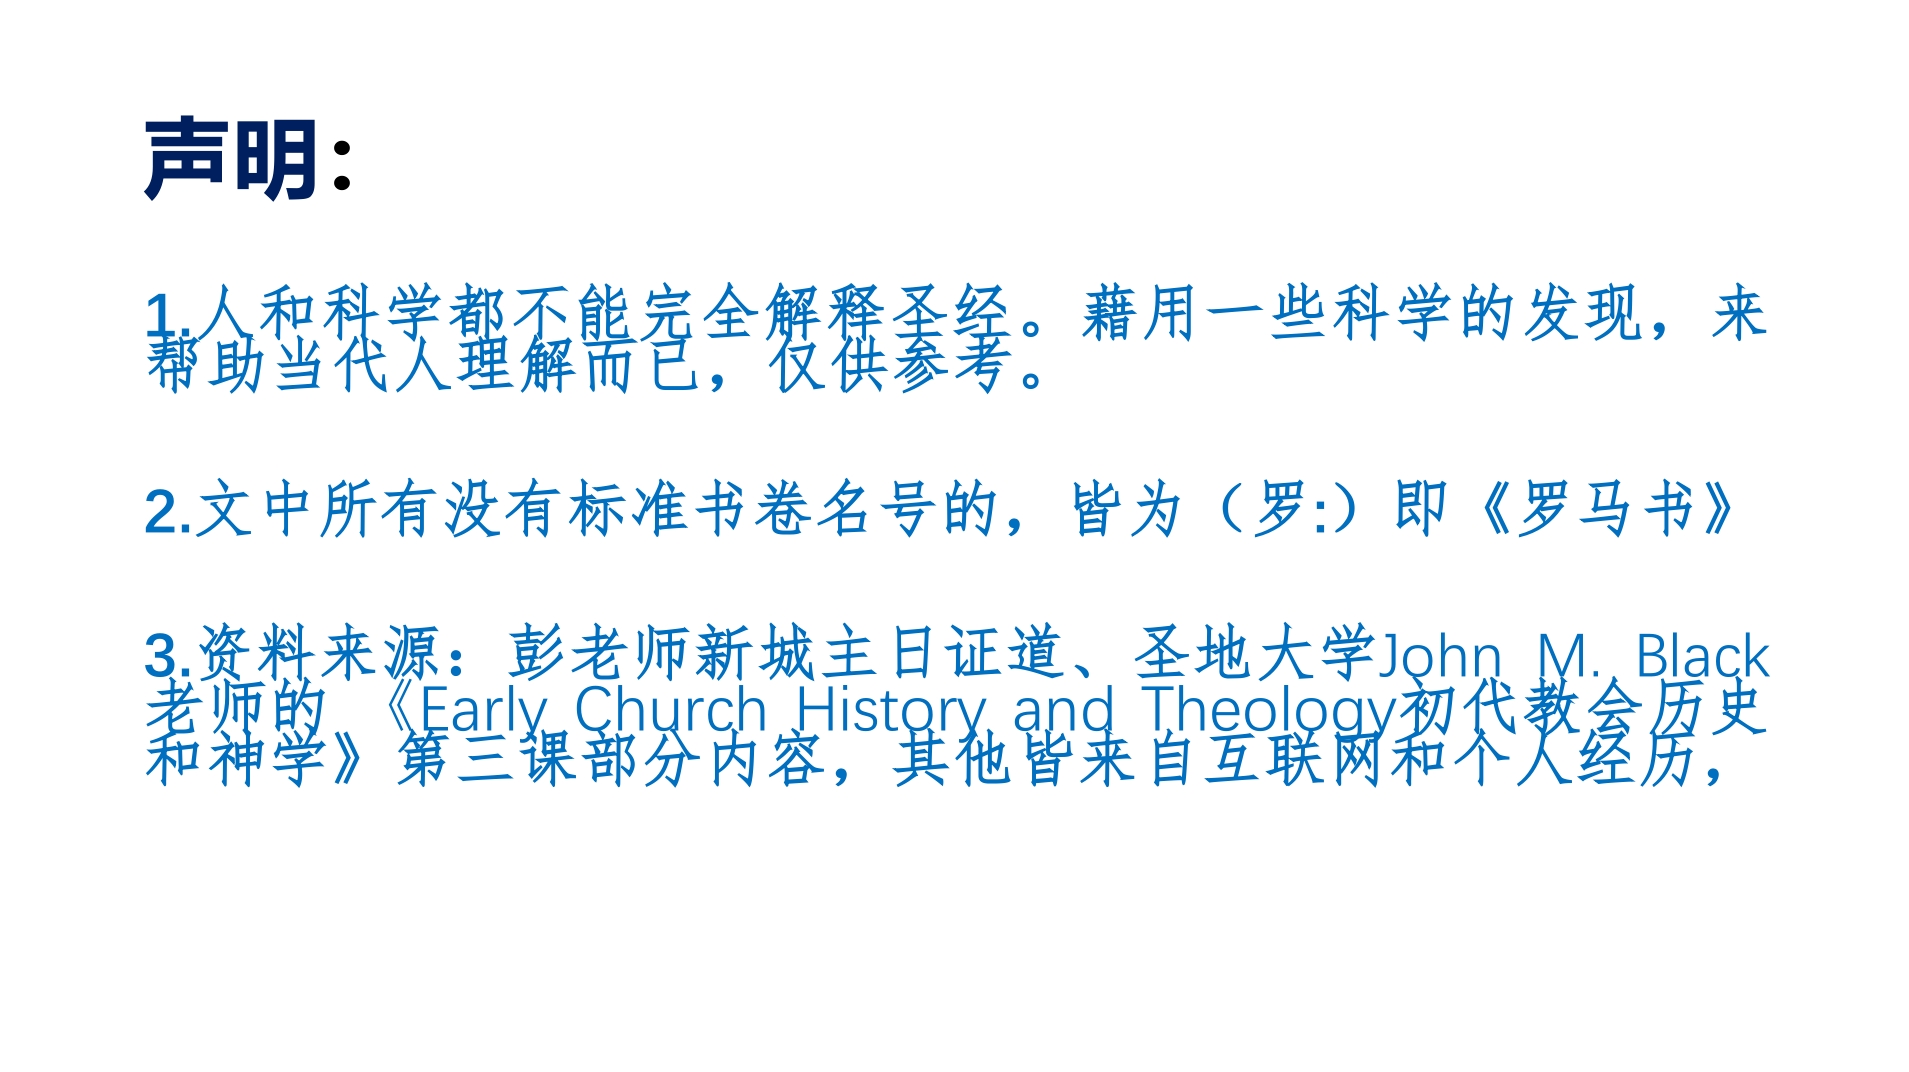 声明：
1.人和科学都不能完全解释圣经。藉用一些科学的发现，来
帮助当代人理解而已，仅供参考。
2.文中所有没有标准书卷名号的，皆为（罗:）即《罗马书》
3.资料来源：彭老师新城主日证道、圣地大学John M. Black
老师的 《Early Church History and Theology初代教会历史
和神学》第三课部分内容，其他皆来自互联网和个人经历，